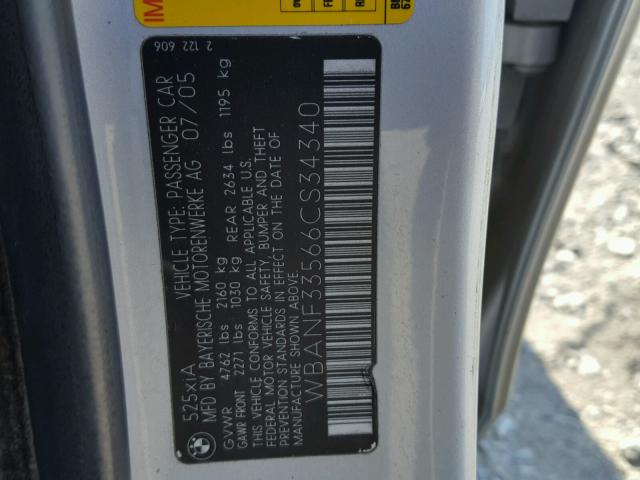 2 122 606
525xiA VEHICLE TYPE: PASSENGER CAR
MFD BY BAYERISCHE MOTORENWERKE AG 07/05
GVWR 4762 lbs 2160 kg
GAWR FRONT 2271 lbs 1030 kg REAR 2634 lbs 1195 kg
THIS VEHICLE CONFORMS TO ALL APPLICABLE U.S.
FEDERAL MOTOR VEHICLE SAFETY, BUMPER AND THEFT
PREVENTION STANDARDS IN EFFECT ON THE DATE OF
MANUFACTURE SHOWN ABOVE.
WBANF33566CS34340